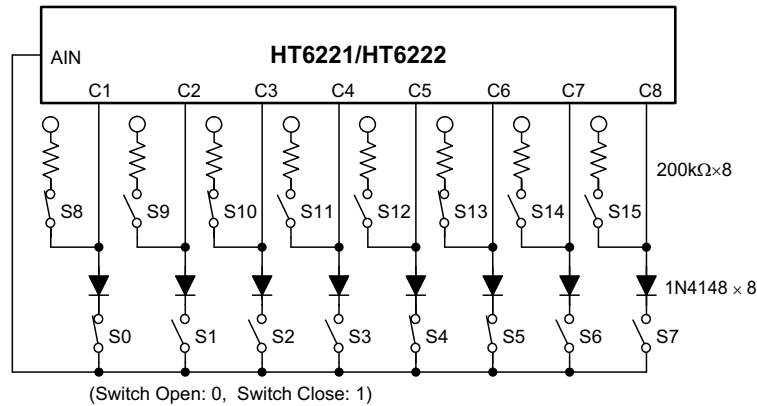 HT6221/HT6222
AIN
C1 C2 C3 C4 C5 C6 C7 C8
200kΩ×8
S8 S9 S10 S11 S12 S13 S14 S15
1N4148 × 8
S0 S1 S2 S3 S4 S5 S6 S7
(Switch Open: 0, Switch Close: 1)